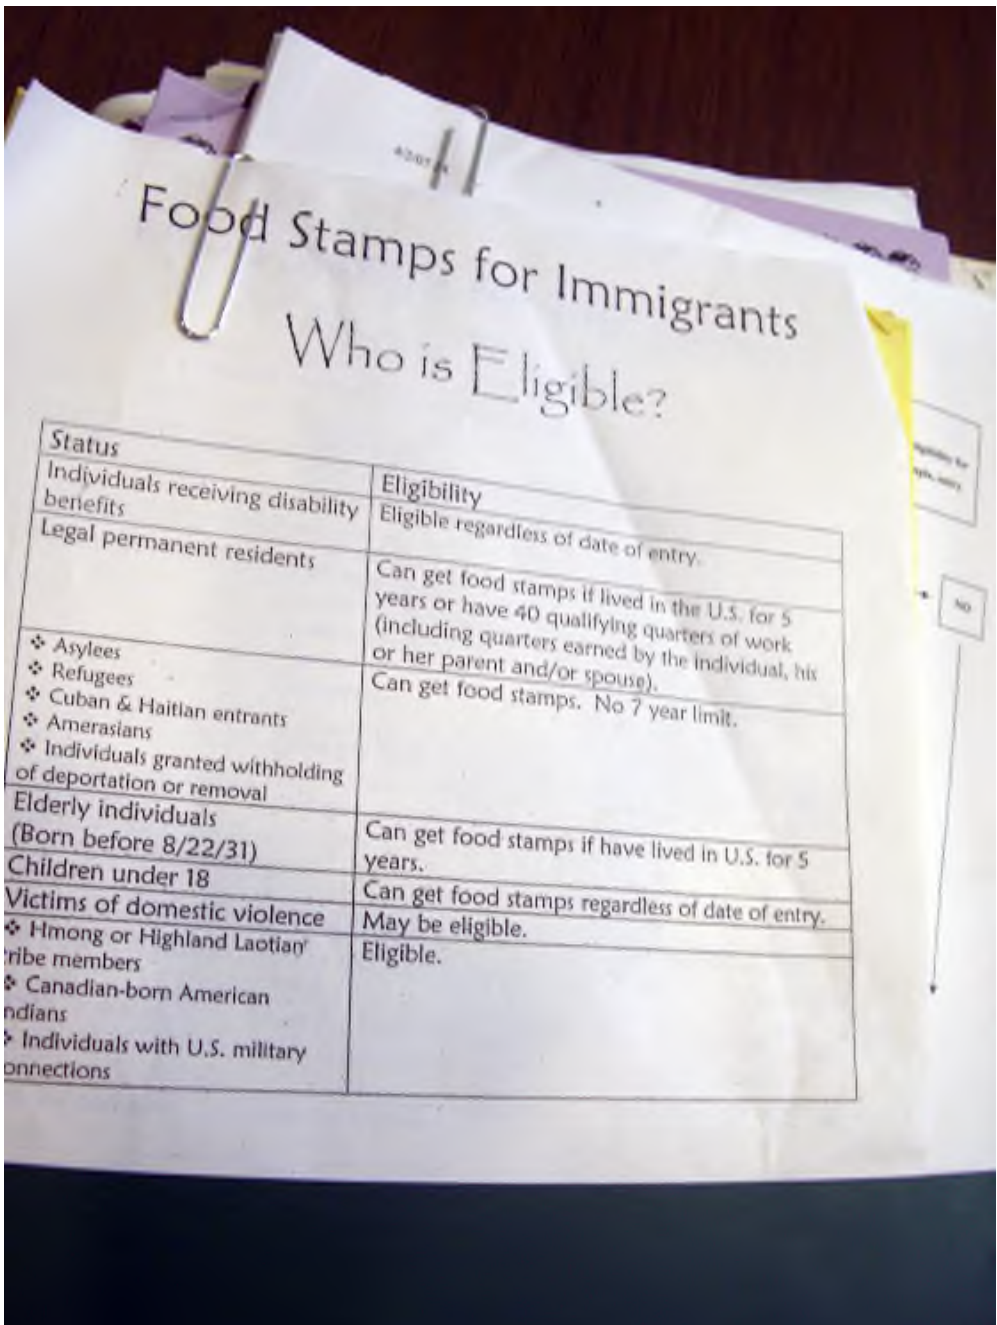 Food Stamps for Immigrants
Who is Eligible?
Status
Eligibility
Individuals receiving disability
benefits
Eligible regardless of date of entry.
Legal permanent residents
Can get food stamps if lived in the U.S. for 5
years or have 40 qualifying quarters of work
(including quarters earned by the individual, his
or her parent and/or spouse).
❖ Asylees
❖ Refugees
❖ Cuban & Haitian entrants
❖ Amerasians
❖ Individuals granted withholding
of deportation or removal
Can get food stamps. No 7 year limit.
Elderly individuals
(Born before 8/22/31)
Can get food stamps if have lived in U.S. for 5
years.
Children under 18
Can get food stamps regardless of date of entry.
Victims of domestic violence
May be eligible.
❖ Hmong or Highland Laotian
ribe members
❖ Canadian-born American
ndians
❖ Individuals with U.S. military
onnections
Eligible.
NO